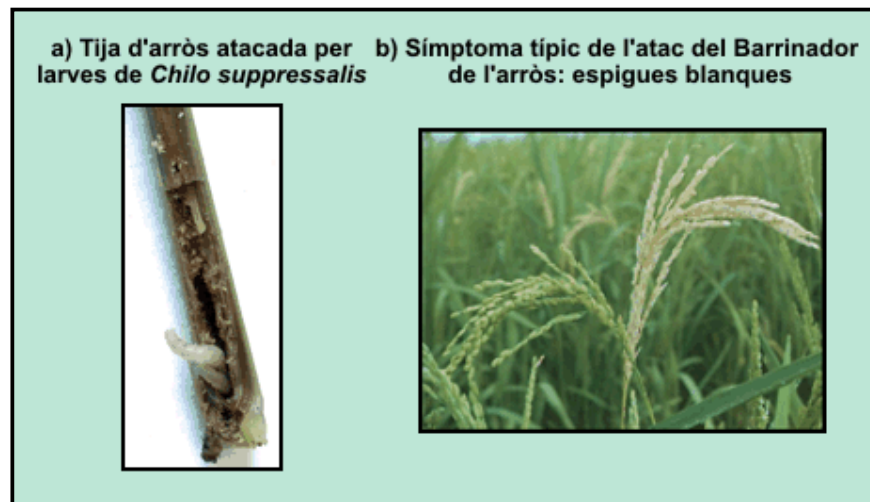 a) Tija d'arròs atacada per
larves de Chilo suppressalis
b) Símptoma típic de l'atac del Barrinador
de l'arròs: espigues blanques